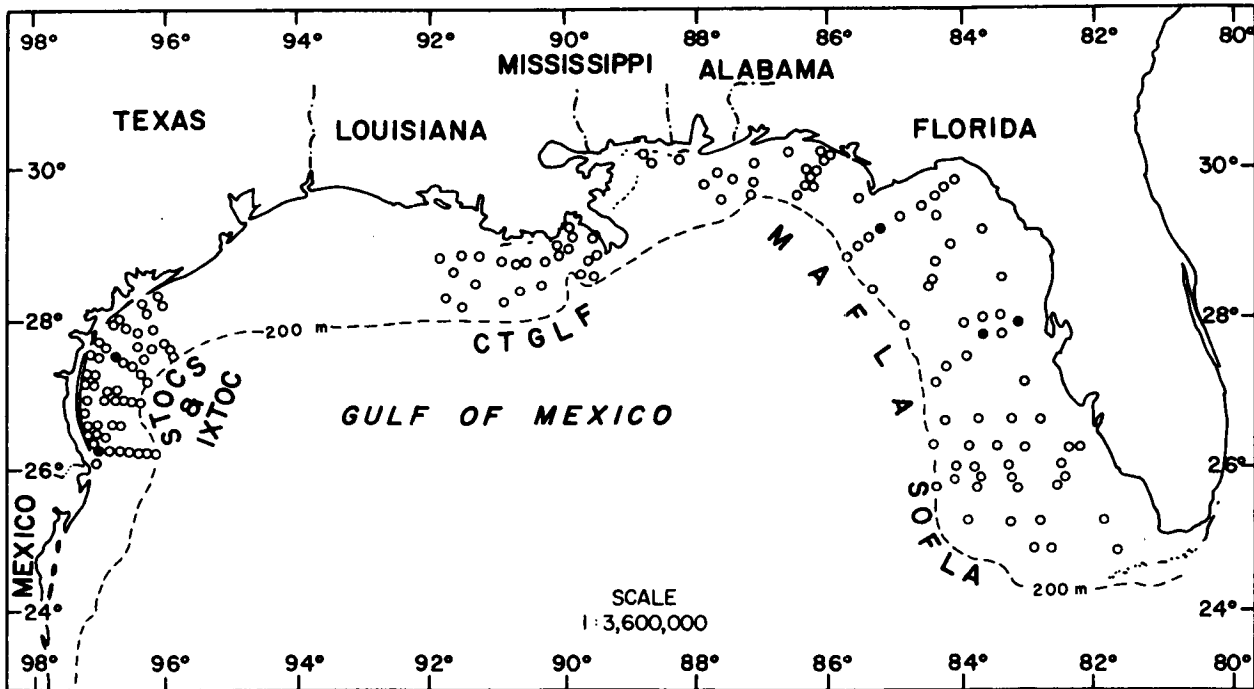 98° 96° 94° 92° 90° 88° 86° 84° 82° 80°
MISSISSIPPI ALABAMA
TEXAS LOUISIANA FLORIDA
30° 30°
MAFLA
28° 200 m 28°
CTGLF
STOCS
&
IXTOC
GULF OF MEXICO
26° 26°
SOFLA
MEXICO
200 m
SCALE
1:3,600,000
24° 24°
98° 96° 94° 92° 90° 88° 86° 84° 82° 80°